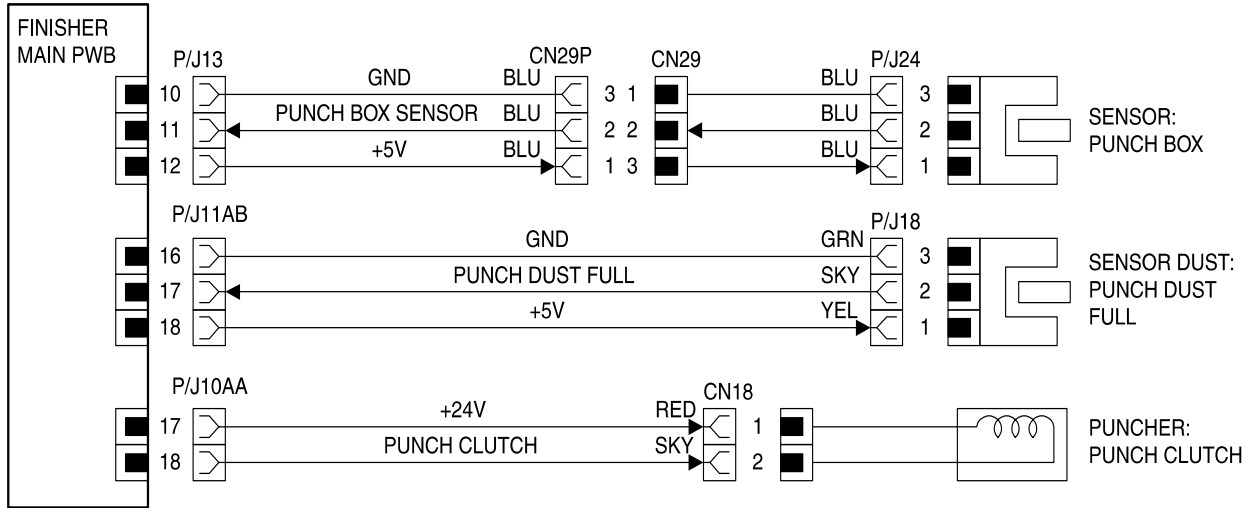 FINISHER
MAIN PWB
P/J13 CN29P CN29 P/J24
10 GND BLU 3 1 BLU 3
11 PUNCH BOX SENSOR BLU 2 2 BLU 2
12 +5V BLU 1 3 BLU 1
SENSOR:
PUNCH BOX
P/J11AB P/J18
16 GND GRN 3
17 PUNCH DUST FULL SKY 2
18 +5V YEL 1
SENSOR DUST:
PUNCH DUST
FULL
P/J10AA CN18
17 +24V RED 1
18 PUNCH CLUTCH SKY 2
PUNCHER:
PUNCH CLUTCH